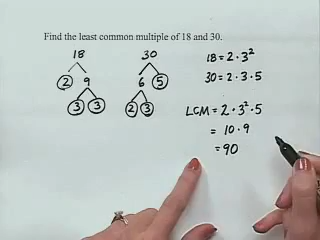 Find the least common multiple of 18 and 30.
18 30
2 9 6 5
3 3 2 3
18 = 2 · 3²
30 = 2 · 3 · 5
LCM = 2 · 3² · 5
= 10 · 9
= 90